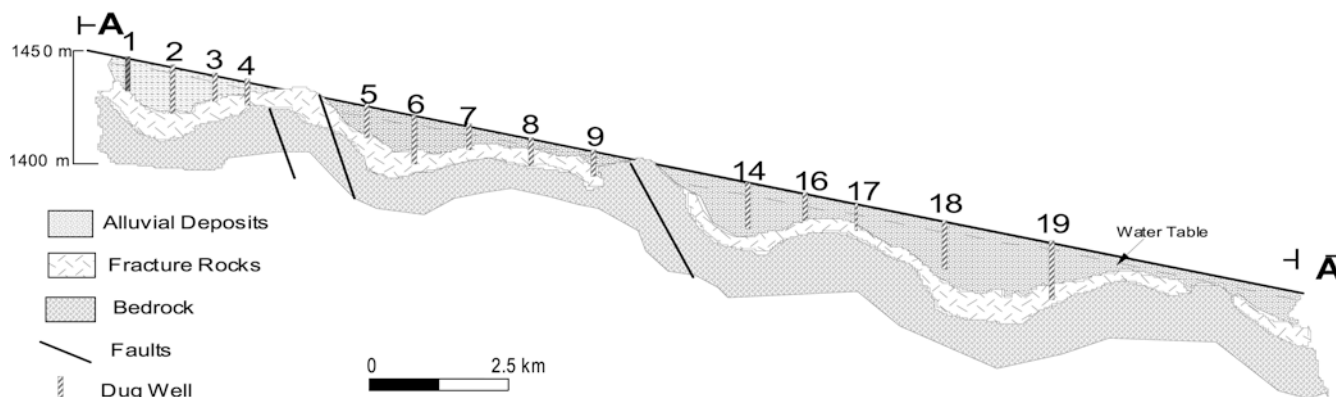 A
1450 m
1 2 3 4 5 6 7 8 9 14 16 17 18 19
Water Table
A
1400 m
Alluvial Deposits
Fracture Rocks
Bedrock
Faults
Dug Well
0 2.5 km